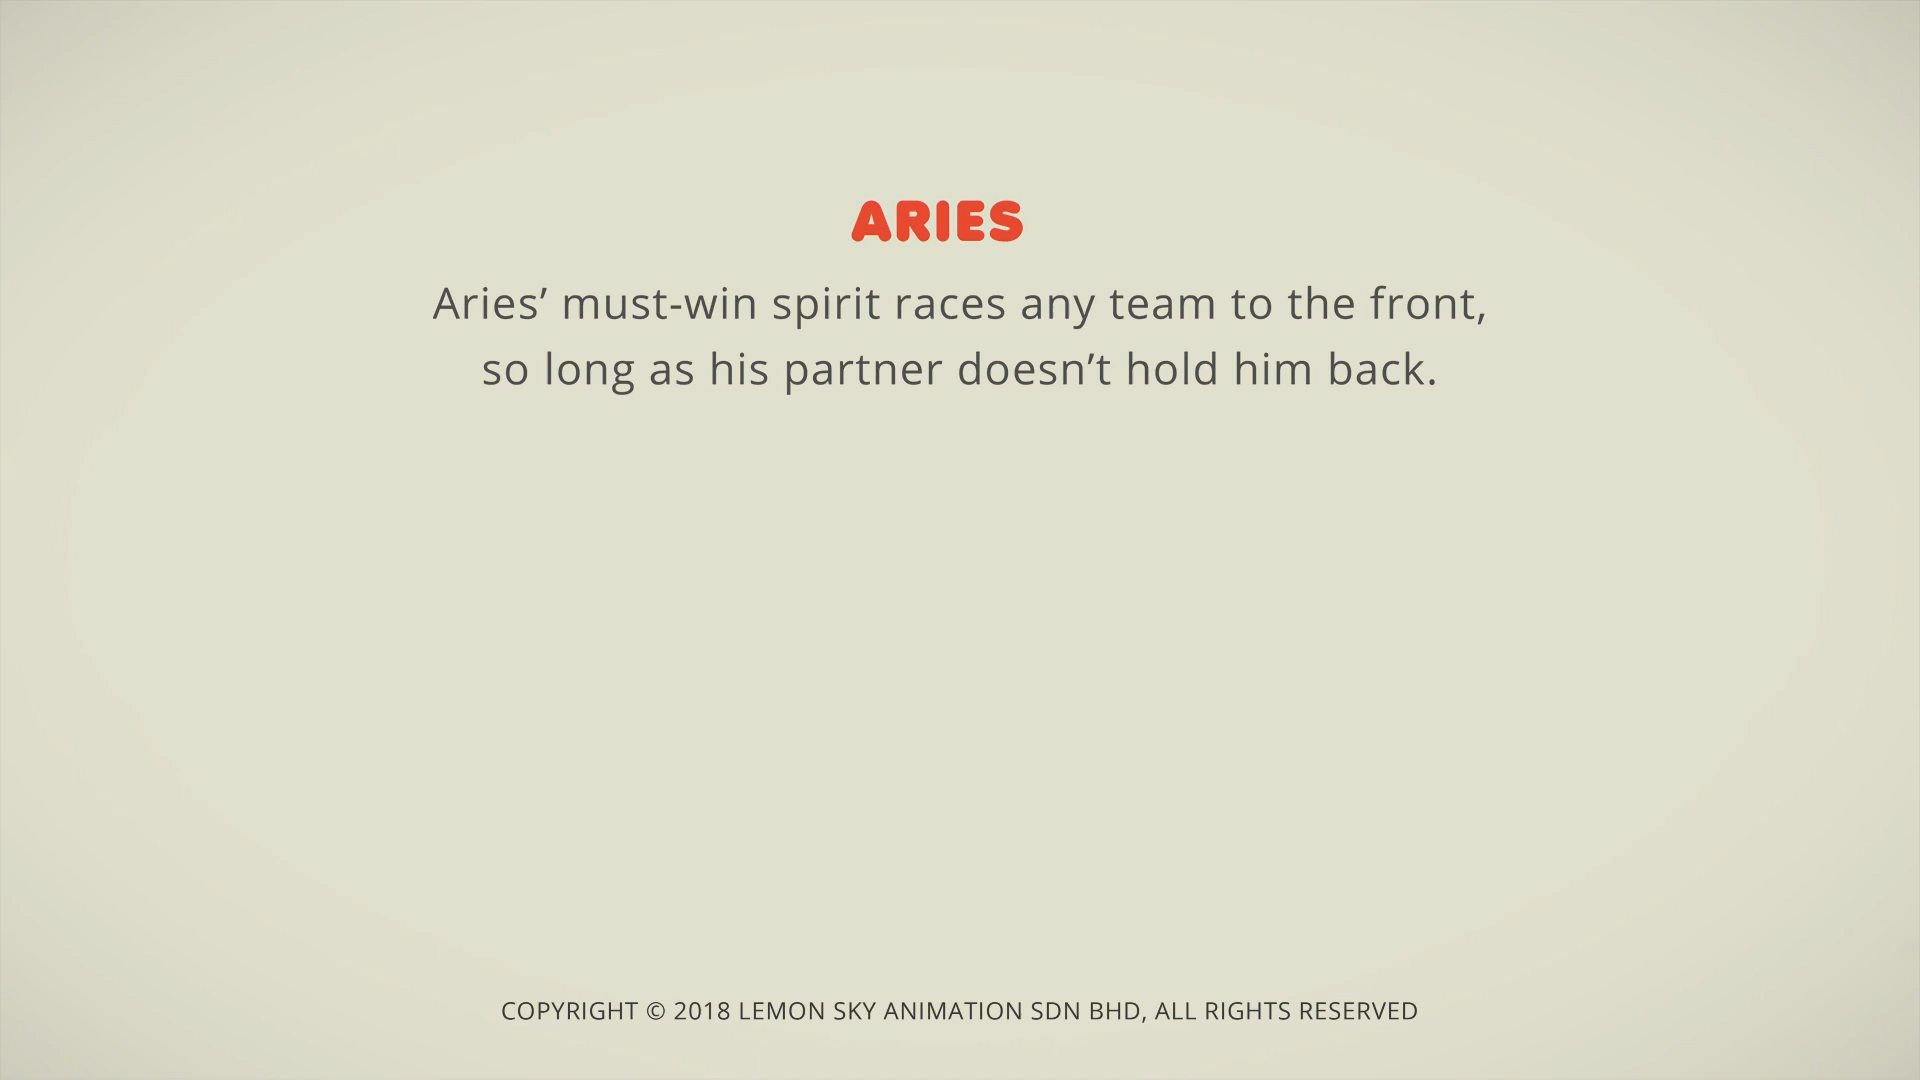 ARIES
Aries’ must-win spirit races any team to the front,
so long as his partner doesn’t hold him back.
COPYRIGHT © 2018 LEMON SKY ANIMATION SDN BHD, ALL RIGHTS RESERVED